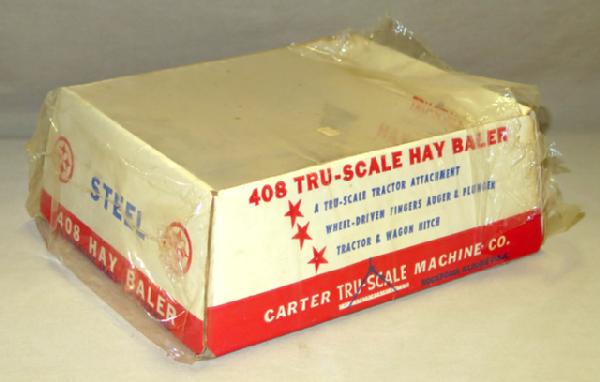 STEEL
408 HAY BALER
408 TRU-SCALE HAY BALER
A TRU-SCALE TRACTOR ATTACHMENT
WHEEL-DRIVEN FINGERS AUGER & PLUNGER
TRACTOR & WAGON HITCH
CARTER TRU-SCALE MACHINE CO.